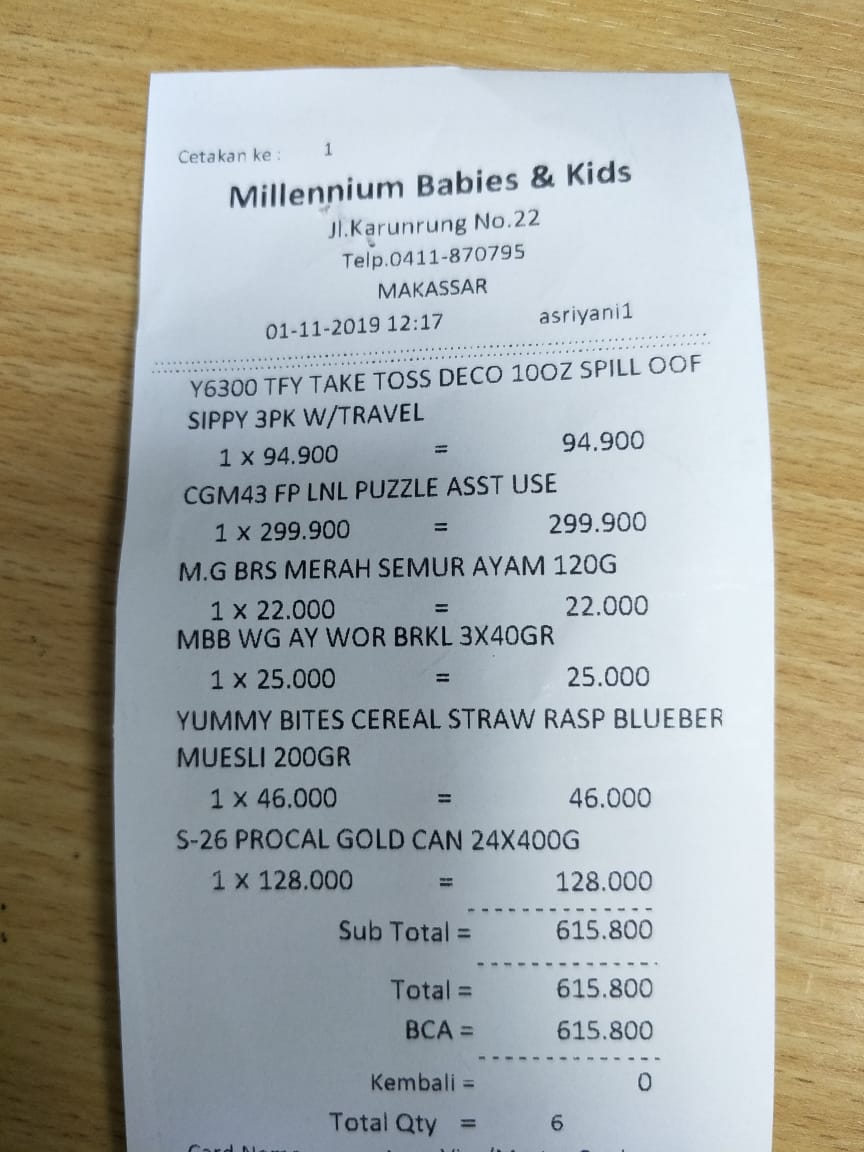 Cetakan ke : 1
Millennium Babies & Kids
Jl.Karunrung No.22
Telp.0411-870795
MAKASSAR
01-11-2019 12:17 asriyani1
Y6300 TFY TAKE TOSS DECO 10OZ SPILL OOF
SIPPY 3PK W/TRAVEL
1 x 94.900 = 94.900
CGM43 FP LNL PUZZLE ASST USE
1 x 299.900 = 299.900
M.G BRS MERAH SEMUR AYAM 120G
1 x 22.000 = 22.000
MBB WG AY WOR BRKL 3X40GR
1 x 25.000 = 25.000
YUMMY BITES CEREAL STRAW RASP BLUEBER
MUESLI 200GR
1 x 46.000 = 46.000
S-26 PROCAL GOLD CAN 24X400G
1 x 128.000 = 128.000
Sub Total = 615.800
Total = 615.800
BCA = 615.800
Kembali = 0
Total Qty = 6